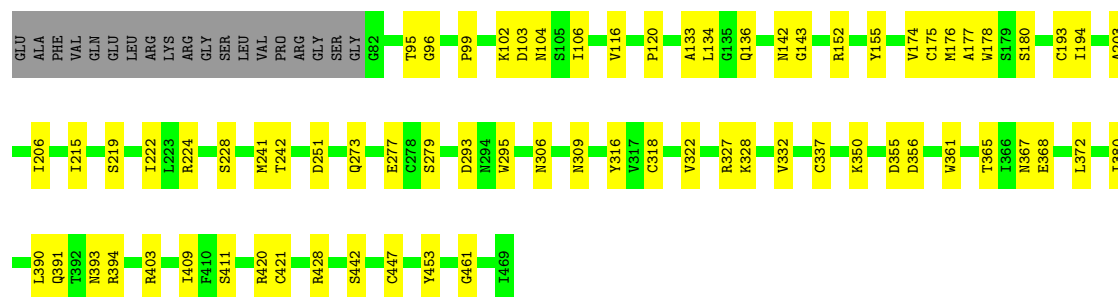 GLU ALA PHE VAL GLN GLU LEU ARG LYS ARG GLY SER LEU VAL PRO ARG GLY SER GLY G82 T95 G96 P99 K102 D103 N104 S105 I106 V116 P120 A133 L134 G135 Q136 N142 G143 R152 Y155 V174 C175 M176 A177 W178 S179 S180 C193 I194 A203
I206 I215 S219 I222 L223 R224 S228 M241 T242 D251 Q273 E277 C278 S279 D293 N294 W295 N306 N309 Y316 V317 C318 V322 R327 K328 V332 C337 K350 D355 D356 W361 T365 I366 N367 E368 L372
L390 Q391 T392 N393 R394 R403 I409 F410 S411 R420 C421 R428 S442 C447 Y453 G461 I469